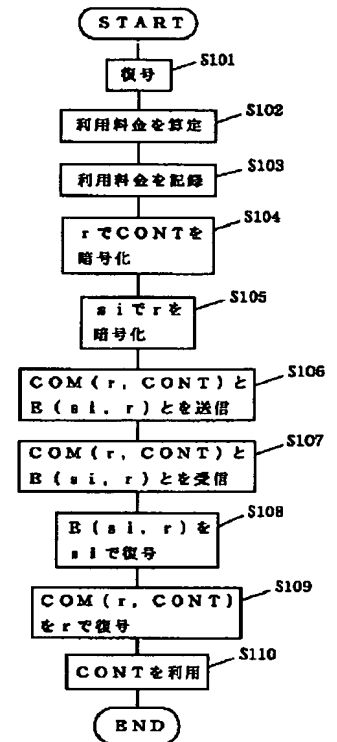 START
S101
復号
S102
利用料金を算定
S103
利用料金を記録
S104
rでCONTを
暗号化
S105
siでrを
暗号化
S106
COM(r,CONT)と
E(si,r)とを送信
S107
COM(r,CONT)と
E(si,r)とを受信
S108
E(si,r)を
siで復号
S109
COM(r,CONT)
をrで復号
S110
CONTを利用
END